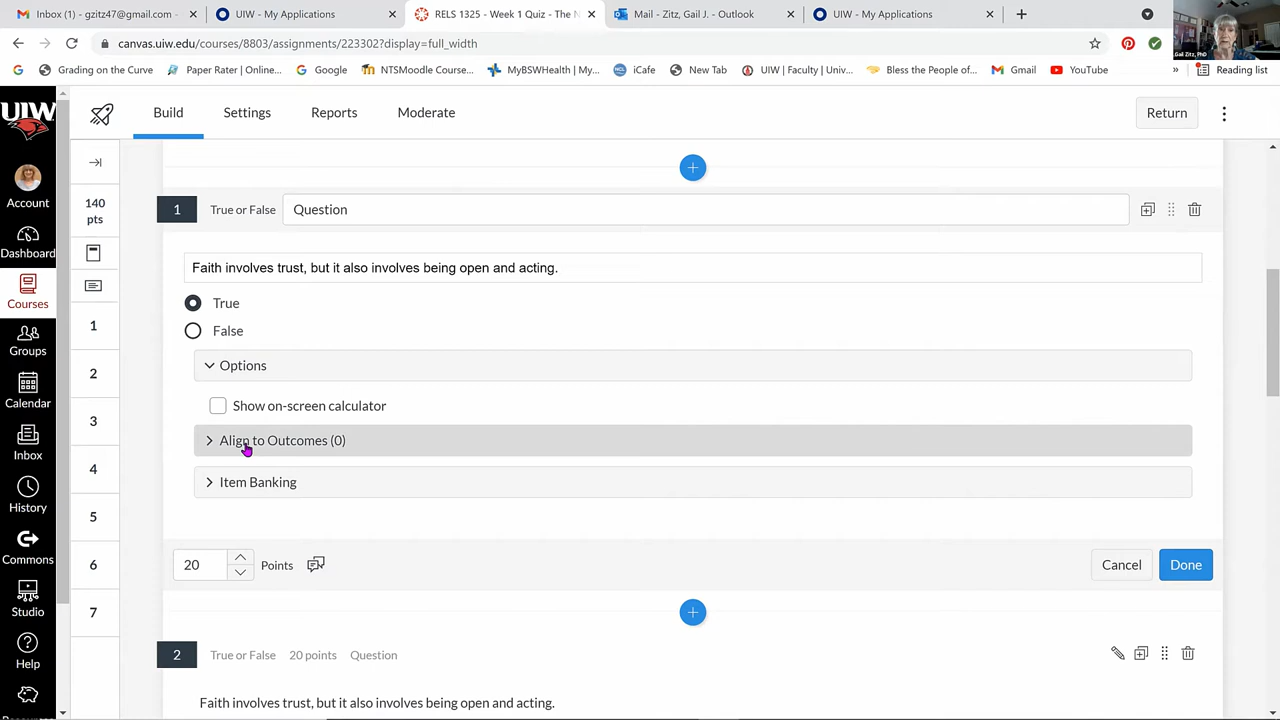 Inbox (1) - gzitz47@gmail.com
UIW - My Applications
RELS 1325 - Week 1 Quiz - The N
Mail - Zitz, Gail J. - Outlook
UIW - My Applications
canvas.uiw.edu/courses/8803/assignments/223302?display=full_width
Gail Zitz, PhD
Grading on the Curve
Paper Rater | Online...
Google
NTSMoodle Course...
MyBSWHealth | My...
iCafe
New Tab
UIW | Faculty | Univ...
Bless the people of...
Gmail
YouTube
»
Reading list
UIW
Build
Settings
Reports
Moderate
Return
Account
Dashboard
Courses
Groups
Calendar
Inbox
History
Commons
Studio
Help
140
pts
1
2
3
4
5
6
7
1 True or False Question
Faith involves trust, but it also involves being open and acting.
True
False
Options
Show on-screen calculator
Align to Outcomes (0)
Item Banking
20 Points
Cancel
Done
2 True or False 20 points Question
Faith involves trust, but it also involves being open and acting.